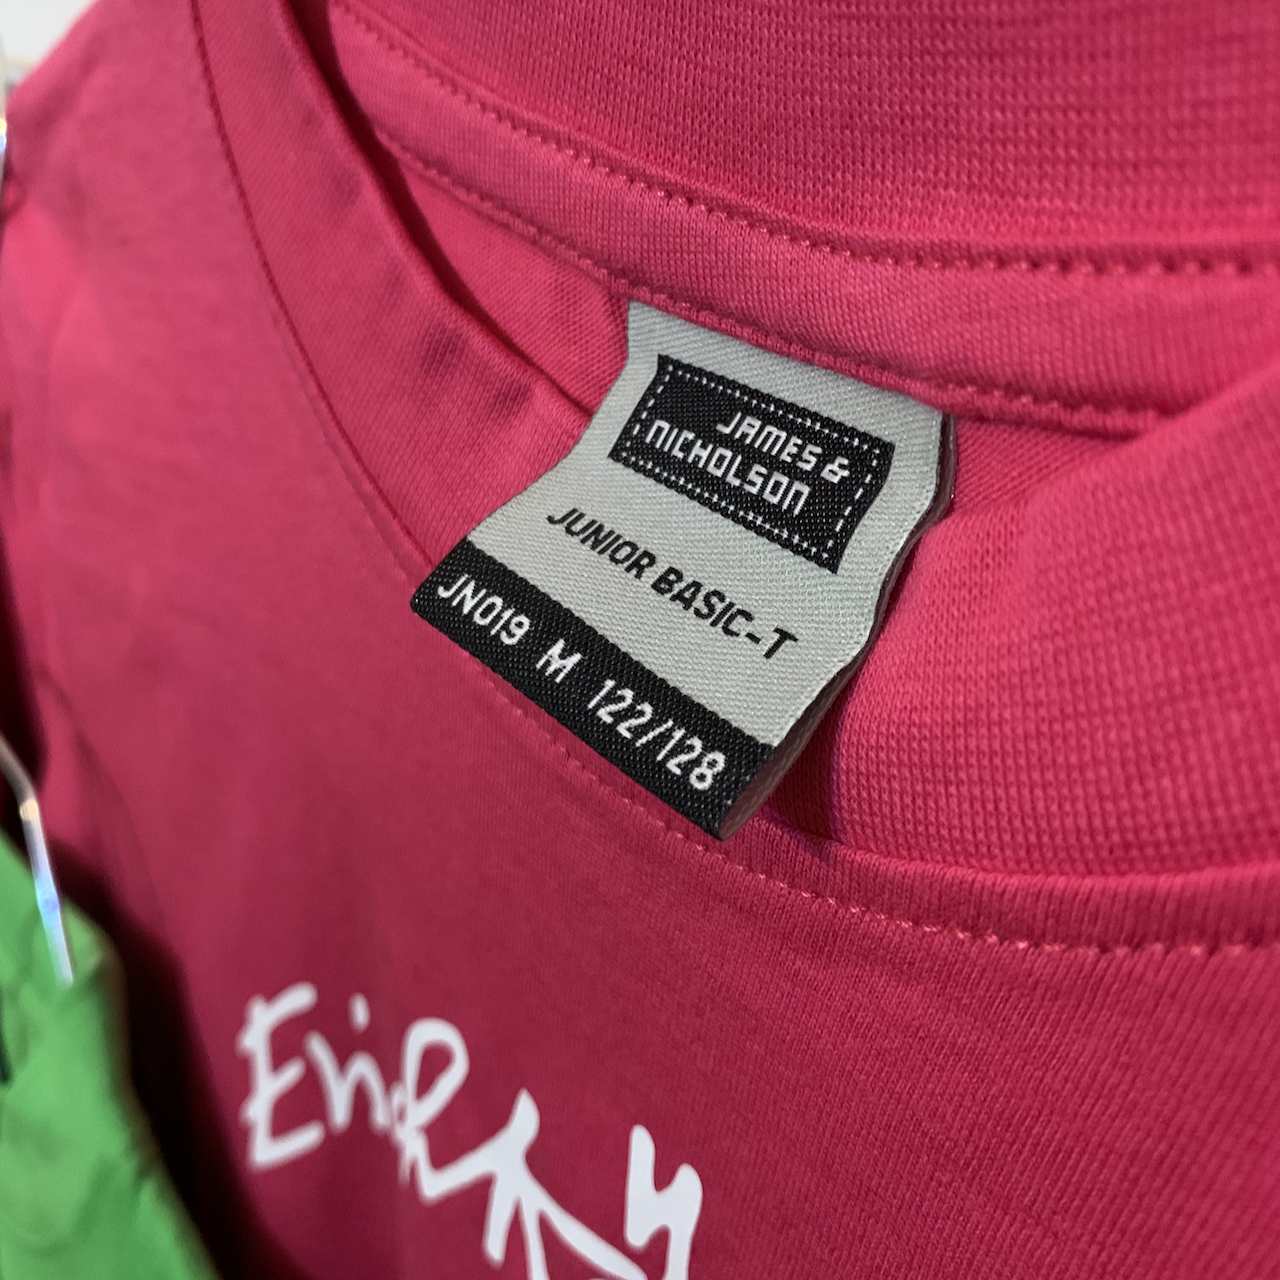 JAMES &
NICHOLSON
JUNIOR BASIC-T
JN019 M 122/128